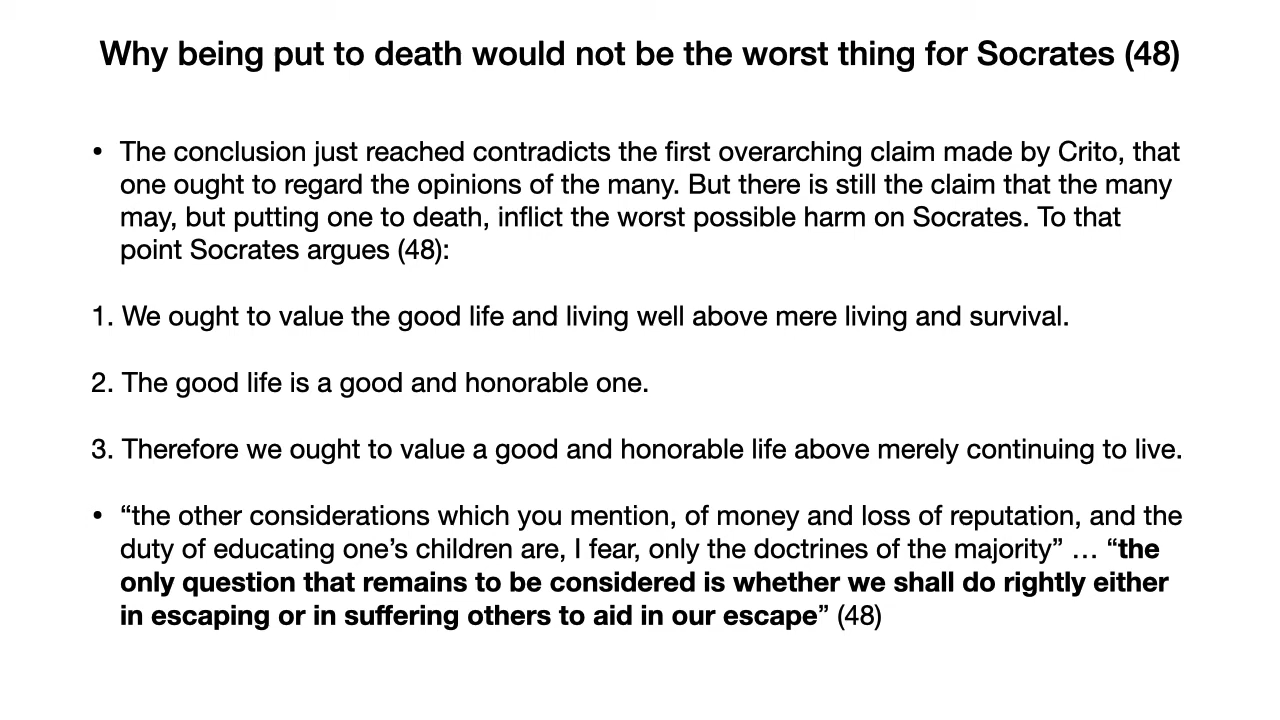 Why being put to death would not be the worst thing for Socrates (48)
• The conclusion just reached contradicts the first overarching claim made by Crito, that
one ought to regard the opinions of the many. But there is still the claim that the many
may, but putting one to death, inflict the worst possible harm on Socrates. To that
point Socrates argues (48):
1. We ought to value the good life and living well above mere living and survival.
2. The good life is a good and honorable one.
3. Therefore we ought to value a good and honorable life above merely continuing to live.
• “the other considerations which you mention, of money and loss of reputation, and the
duty of educating one’s children are, I fear, only the doctrines of the majority” … “the
only question that remains to be considered is whether we shall do rightly either
in escaping or in suffering others to aid in our escape” (48)